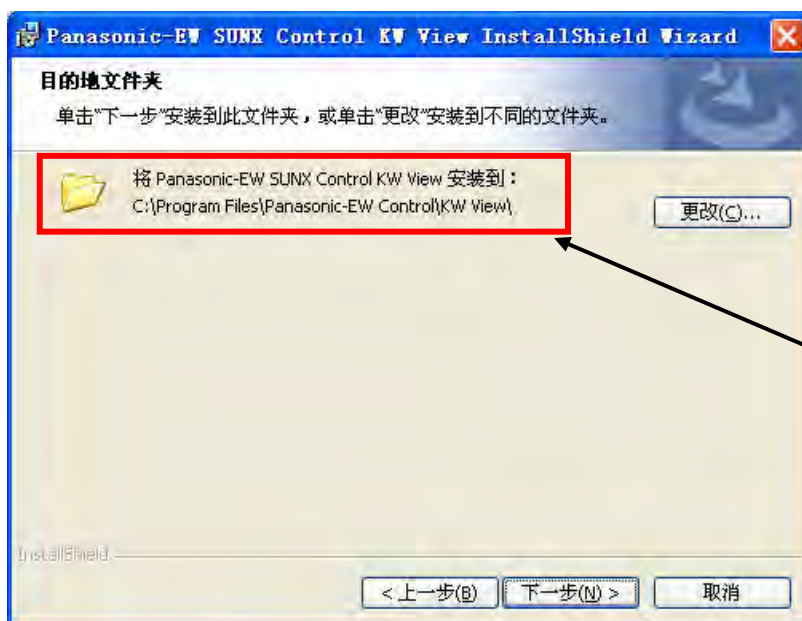 Panasonic-EW SUNX Control KW View InstallShield Wizard
目的地文件夹
单击“下一步”安装到此文件夹，或单击“更改”安装到不同的文件夹。
将 Panasonic-EW SUNX Control KW View 安装到：
C:\Program Files\Panasonic-EW Control\KW View\
更改(C)...
InstallShield
< 上一步(B)
下一步(N) >
取消